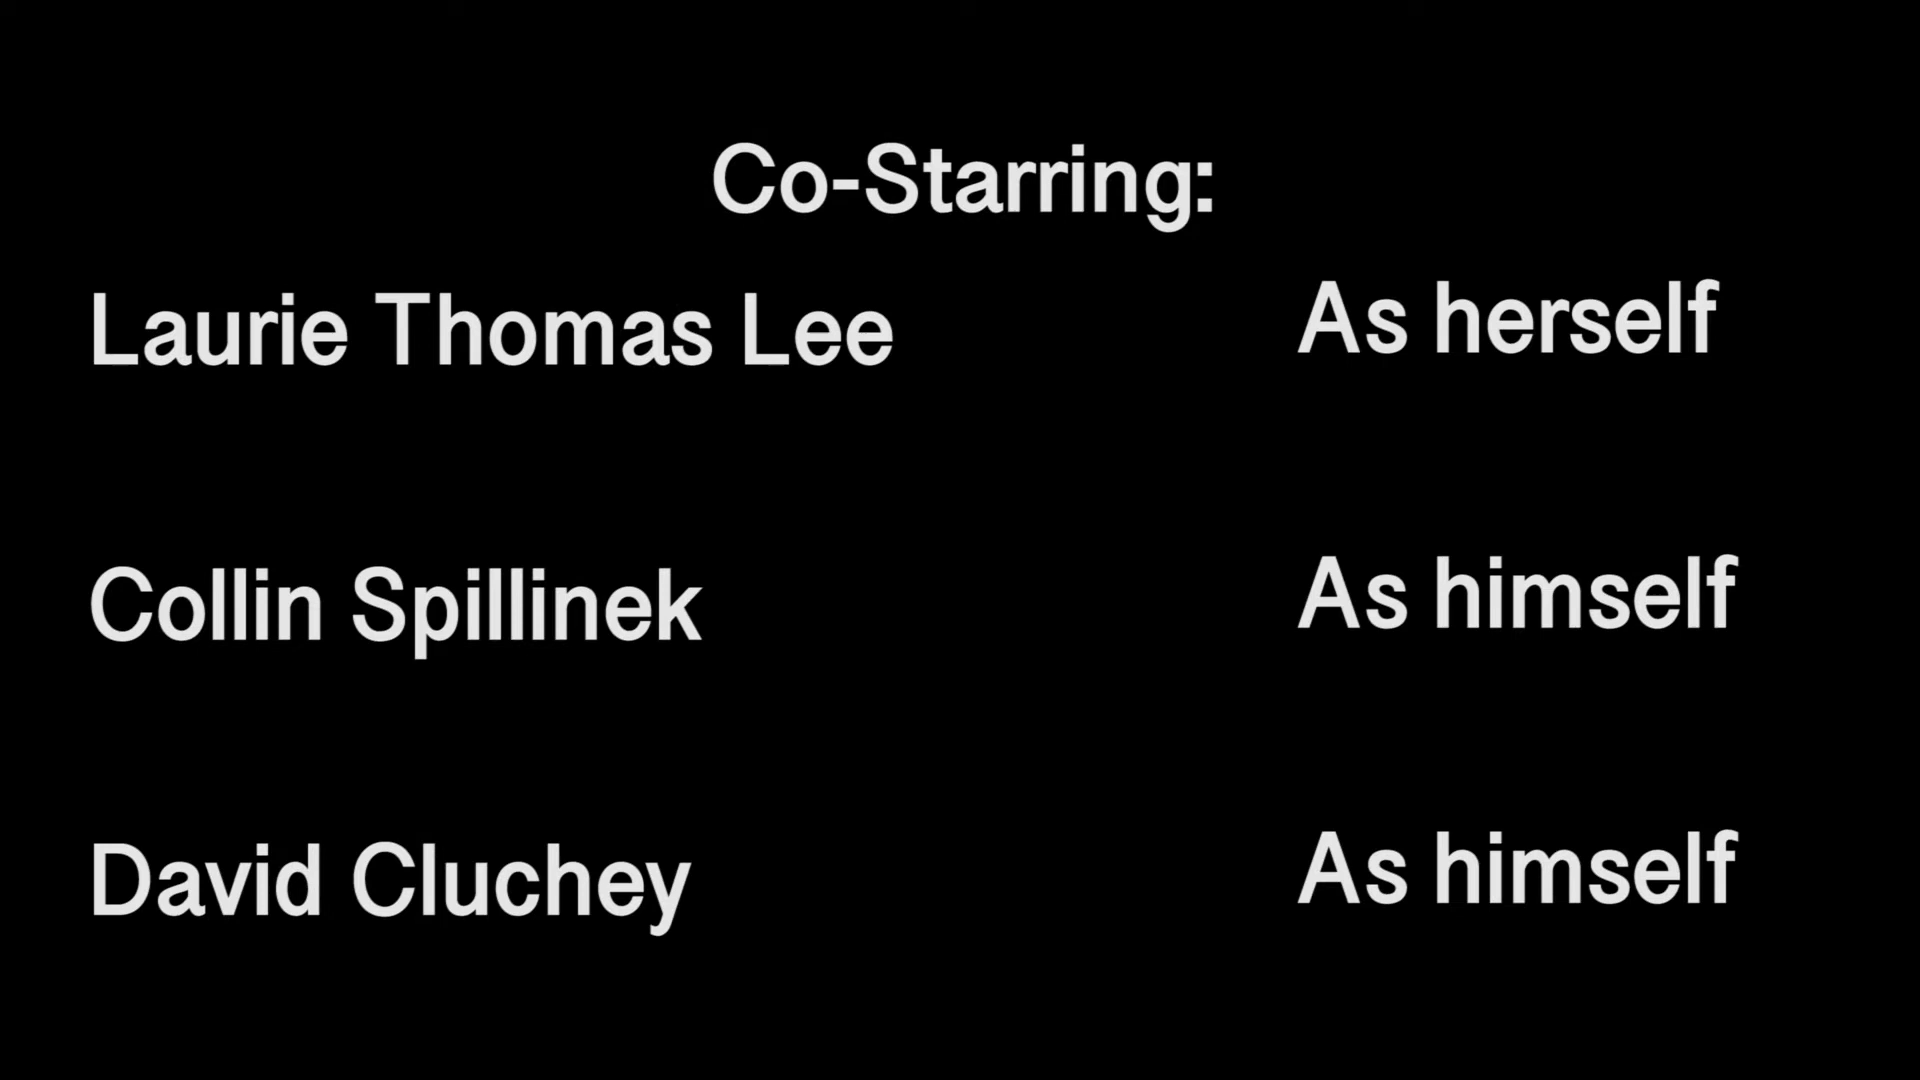 Co-Starring:
Laurie Thomas Lee As herself
Collin Spillinek As himself
David Cluchey As himself